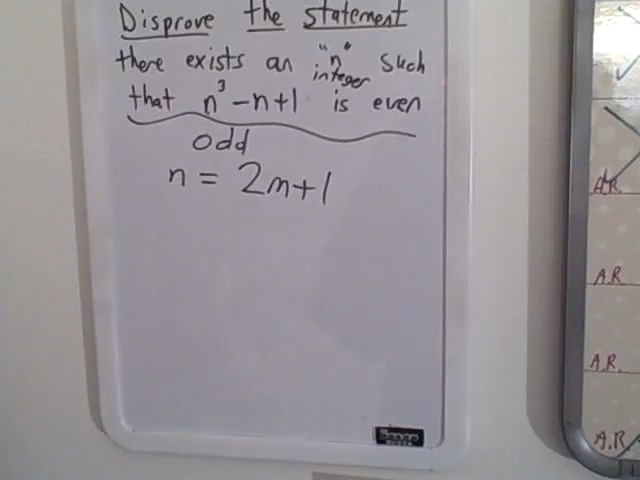 Disprove the statement
there exists an integer "n" such
that n³ - n + 1 is even
odd
n = 2m+1
A.R.
A.R.
A.R.
A.R